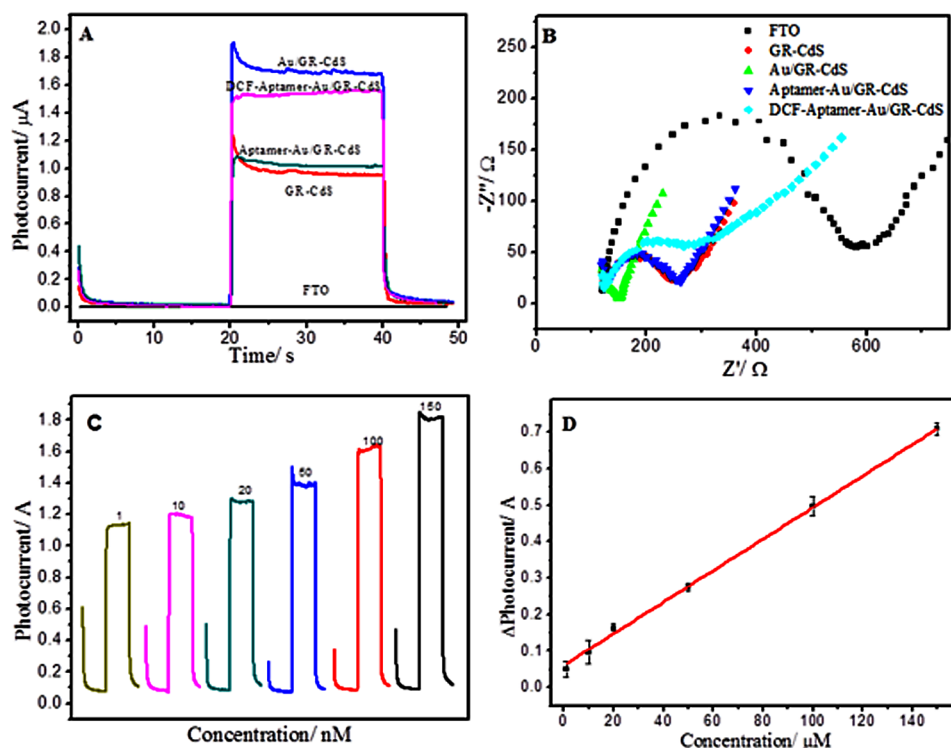 A
2.0
1.8
1.6
1.4
1.2
1.0
0.8
0.6
0.4
0.2
0.0
Photocurrent/ μA
Au/GR-CdS
DCF-Aptamer-Au/GR-CdS
Aptamer-Au/GR-CdS
GR-CdS
FTO
0 10 20 30 40 50
Time/ s
B
250
200
150
100
50
0
-Z"/ Ω
FTO
GR-CdS
Au/GR-CdS
Aptamer-Au/GR-CdS
DCF-Aptamer-Au/GR-CdS
0 200 400 600
Z'/ Ω
C
1.8
1.6
1.4
1.2
1.0
0.8
0.6
0.4
0.2
0.0
Photocurrent/ A
1 10 20 50 100 150
Concentration/ nM
D
0.7
0.6
0.5
0.4
0.3
0.2
0.1
0.0
ΔPhotocurrent/ A
0 20 40 60 80 100 120 140
Concentration/ μM